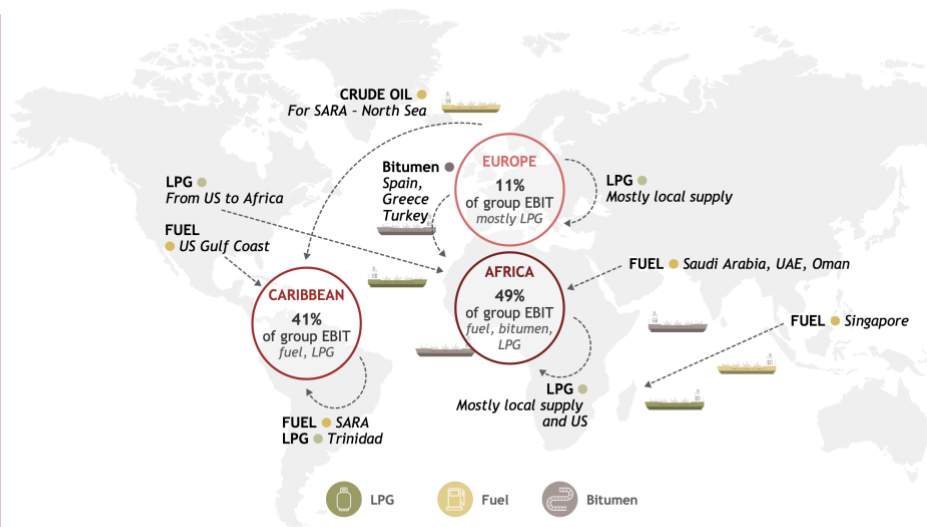 CRUDE OIL
For SARA – North Sea
EUROPE
11%
of group EBIT
mostly LPG
Bitumen
Spain,
Greece
Turkey
LPG
Mostly local supply
LPG
From US to Africa
FUEL
US Gulf Coast
CARIBBEAN
41%
of group EBIT
fuel, LPG
AFRICA
49%
of group EBIT
fuel, bitumen,
LPG
FUEL Saudi Arabia, UAE, Oman
FUEL Singapore
LPG
Mostly local supply
and US
FUEL SARA
LPG Trinidad
LPG
Fuel
Bitumen